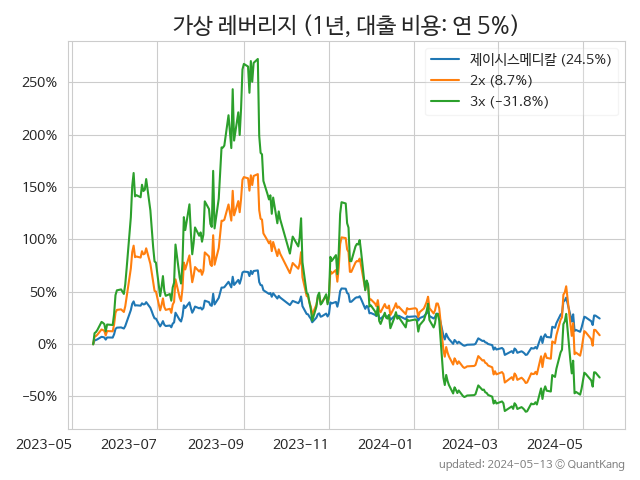 가상 레버리지 (1년, 대출 비용: 연 5%)
제이시스메디칼 (24.5%)
2x (8.7%)
3x (−31.8%)
250%
200%
150%
100%
50%
0%
−50%
2023-05 2023-07 2023-09 2023-11 2024-01 2024-03 2024-05
updated: 2024-05-13 © QuantKang